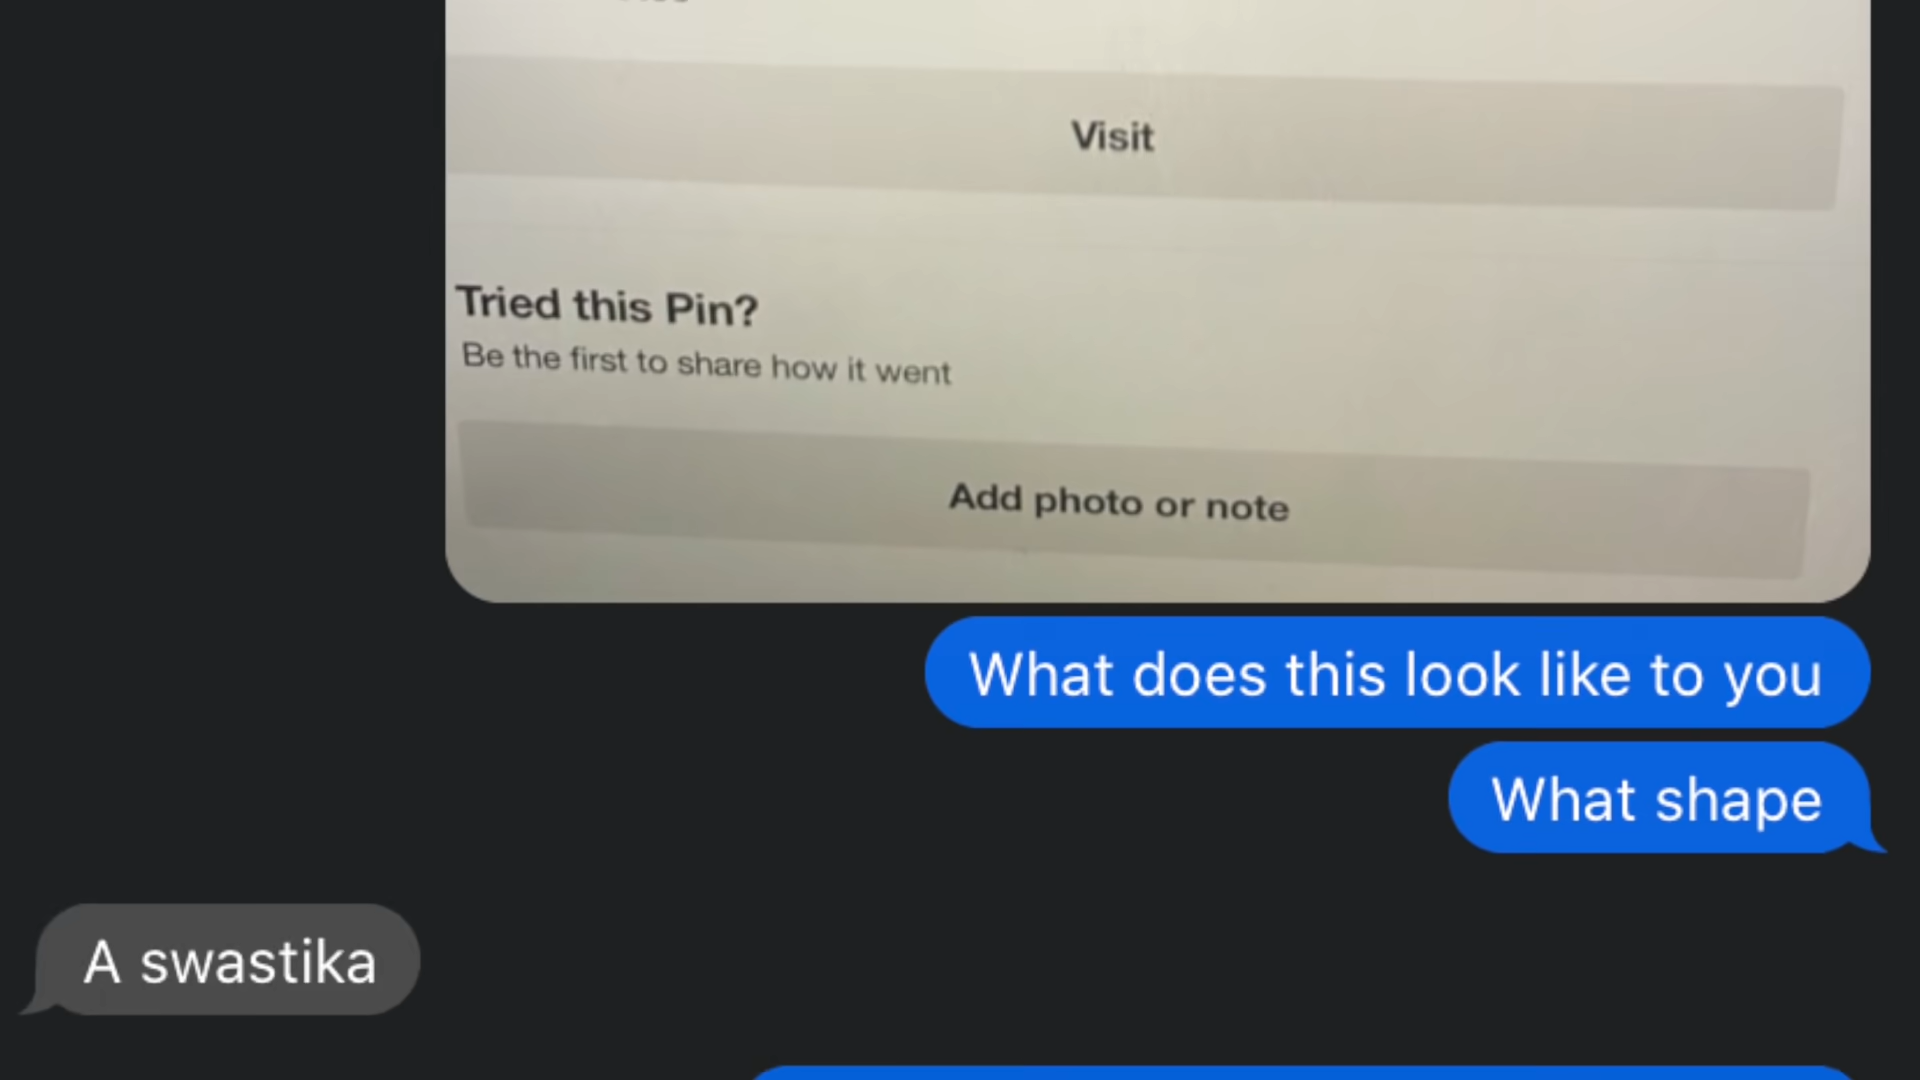 Visit
Tried this Pin?
Be the first to share how it went
Add photo or note
What does this look like to you
What shape
A swastika